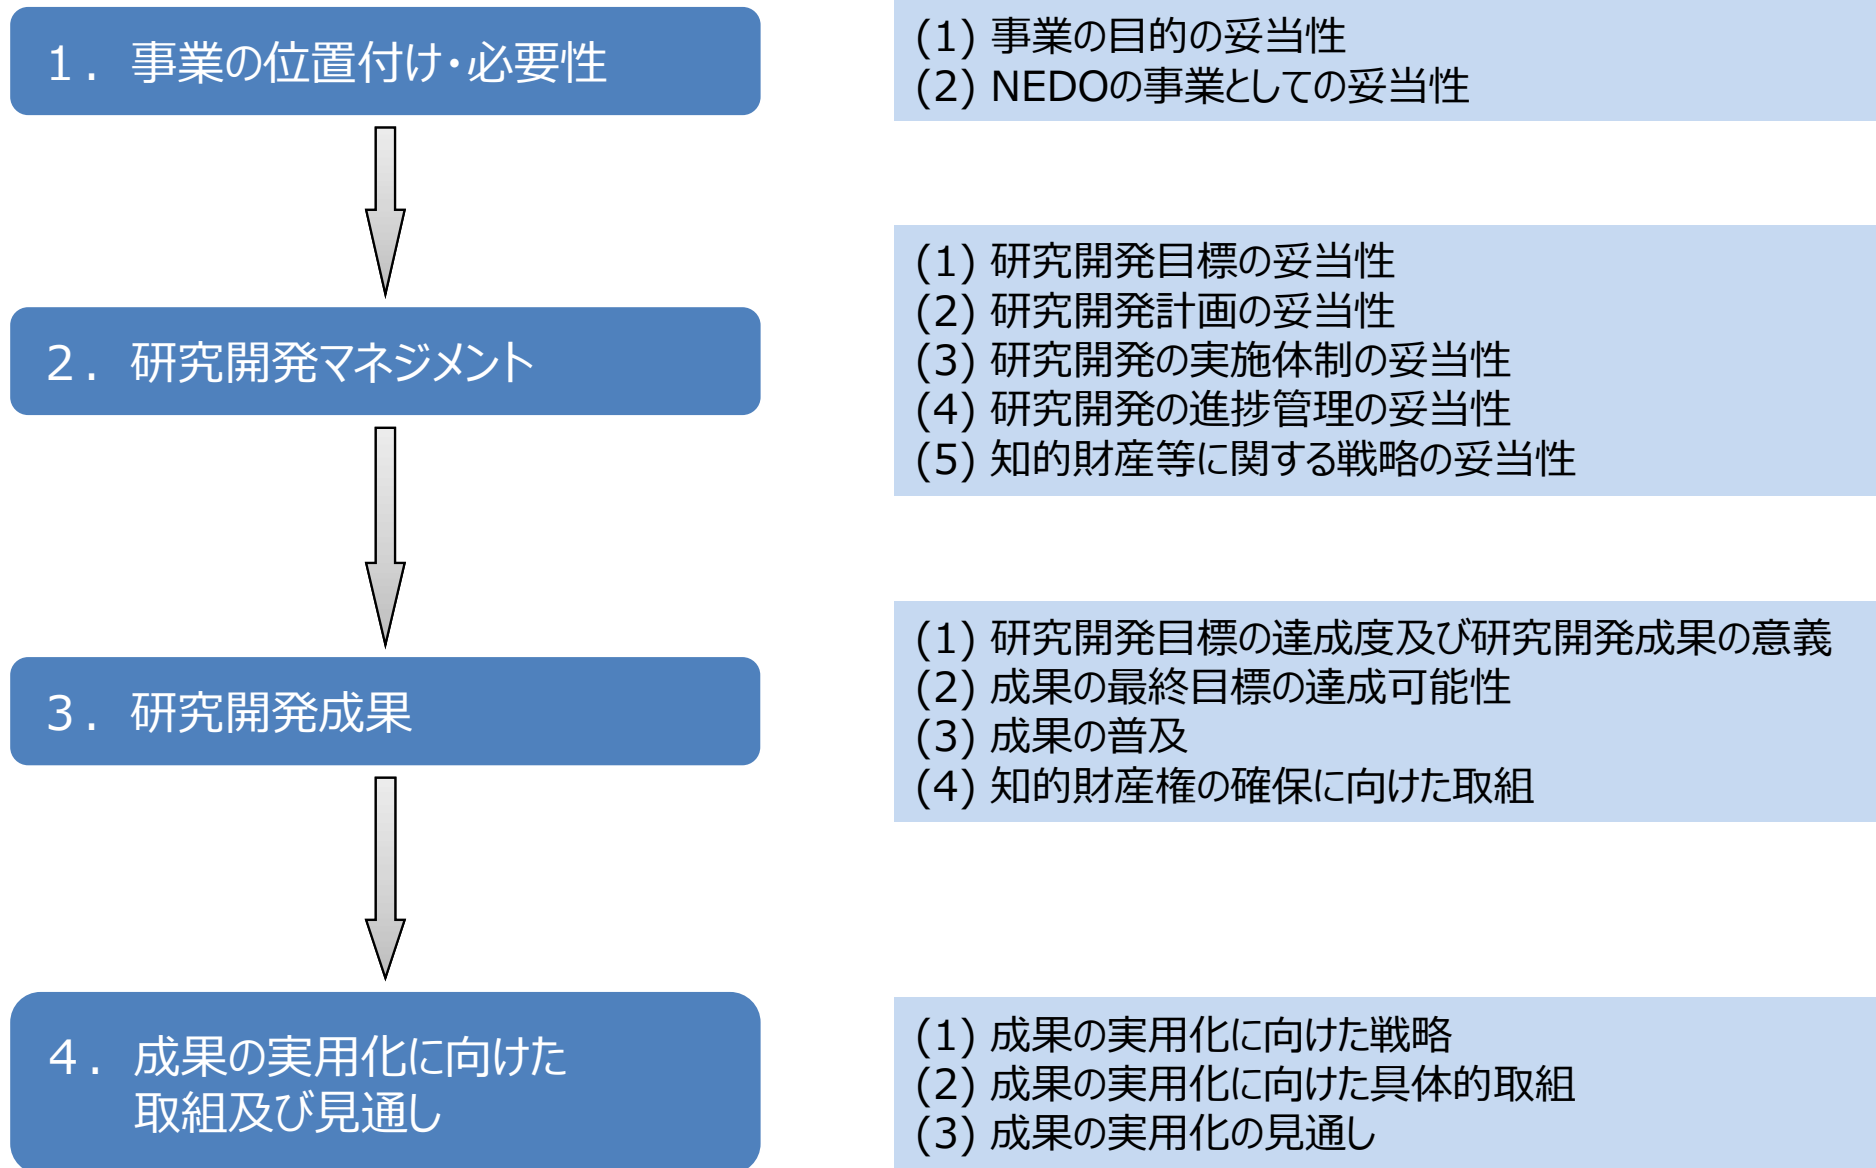 １．事業の位置付け・必要性
(1) 事業の目的の妥当性
(2) NEDOの事業としての妥当性
２．研究開発マネジメント
(1) 研究開発目標の妥当性
(2) 研究開発計画の妥当性
(3) 研究開発の実施体制の妥当性
(4) 研究開発の進捗管理の妥当性
(5) 知的財産等に関する戦略の妥当性
３．研究開発成果
(1) 研究開発目標の達成度及び研究開発成果の意義
(2) 成果の最終目標の達成可能性
(3) 成果の普及
(4) 知的財産権の確保に向けた取組
４．成果の実用化に向けた
取組及び見通し
(1) 成果の実用化に向けた戦略
(2) 成果の実用化に向けた具体的取組
(3) 成果の実用化の見通し